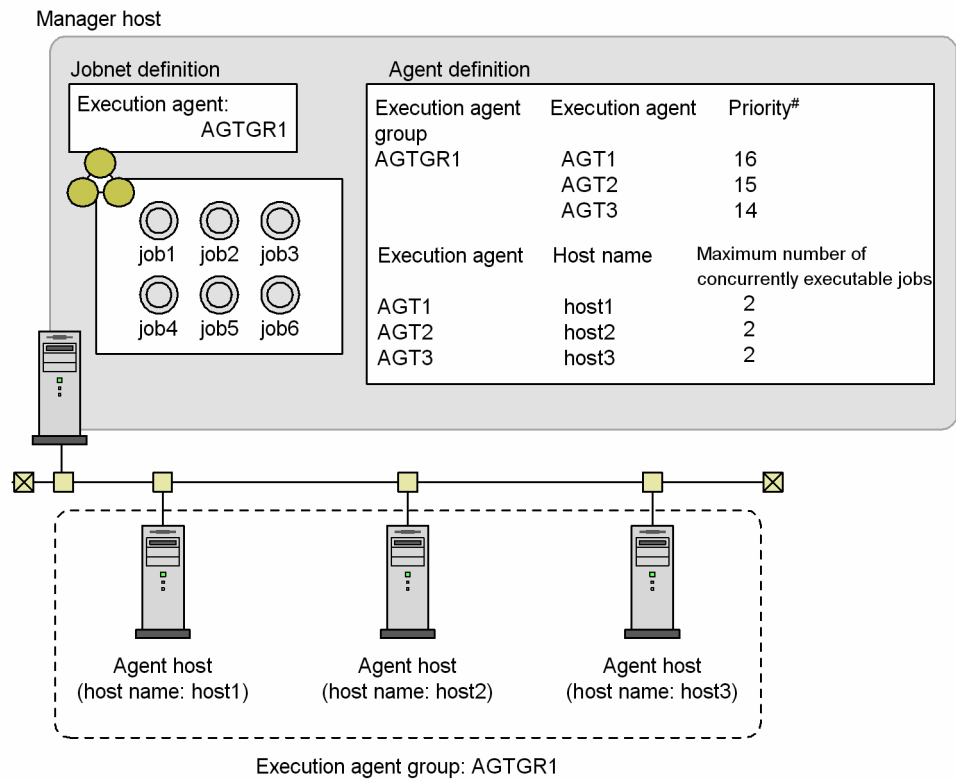 Manager host
Jobnet definition
Execution agent:
AGTGR1
job1 job2 job3
job4 job5 job6
Agent definition
Execution agent group Execution agent Priority#
AGTGR1 AGT1 16
AGT2 15
AGT3 14
Execution agent Host name Maximum number of concurrently executable jobs
AGT1 host1 2
AGT2 host2 2
AGT3 host3 2
Agent host
(host name: host1)
Agent host
(host name: host2)
Agent host
(host name: host3)
Execution agent group: AGTGR1